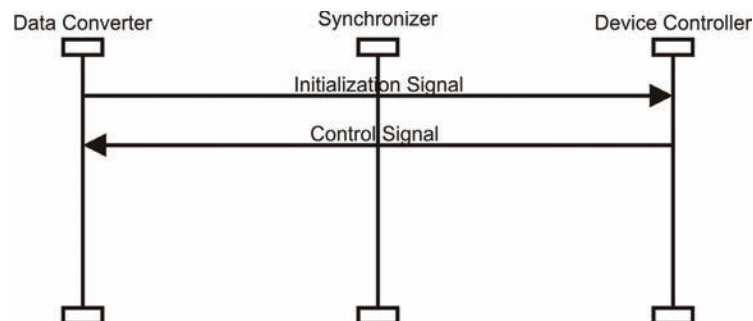 Data Converter
Synchronizer
Device Controller
Initialization Signal
Control Signal